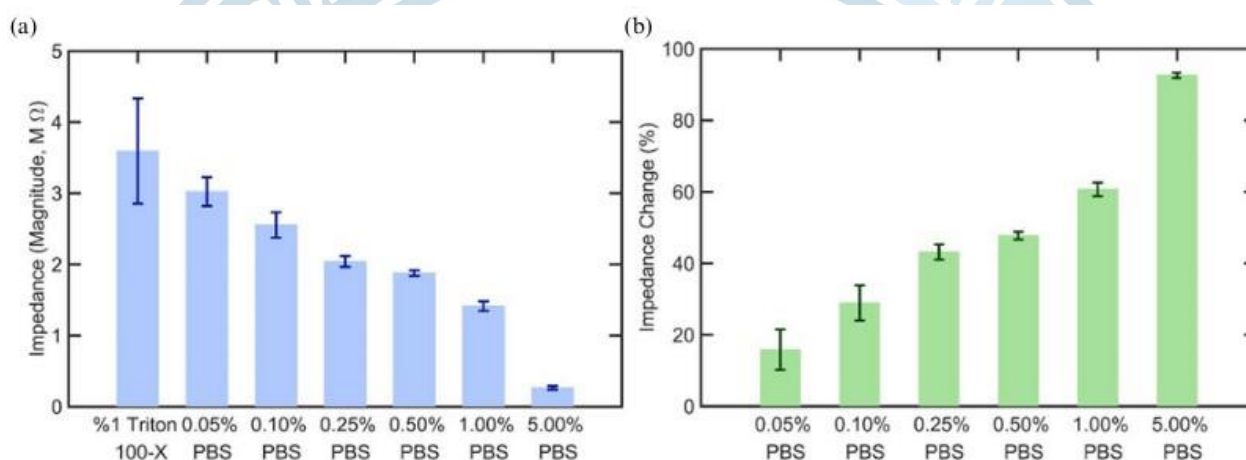 (a)
Impedance (Magnitude, M Ω)
5
4
3
2
1
0
%1 Triton 0.05% 0.10% 0.25% 0.50% 1.00% 5.00%
100-X PBS PBS PBS PBS PBS PBS
(b)
Impedance Change (%)
100
80
60
40
20
0
0.05% 0.10% 0.25% 0.50% 1.00% 5.00%
PBS PBS PBS PBS PBS PBS